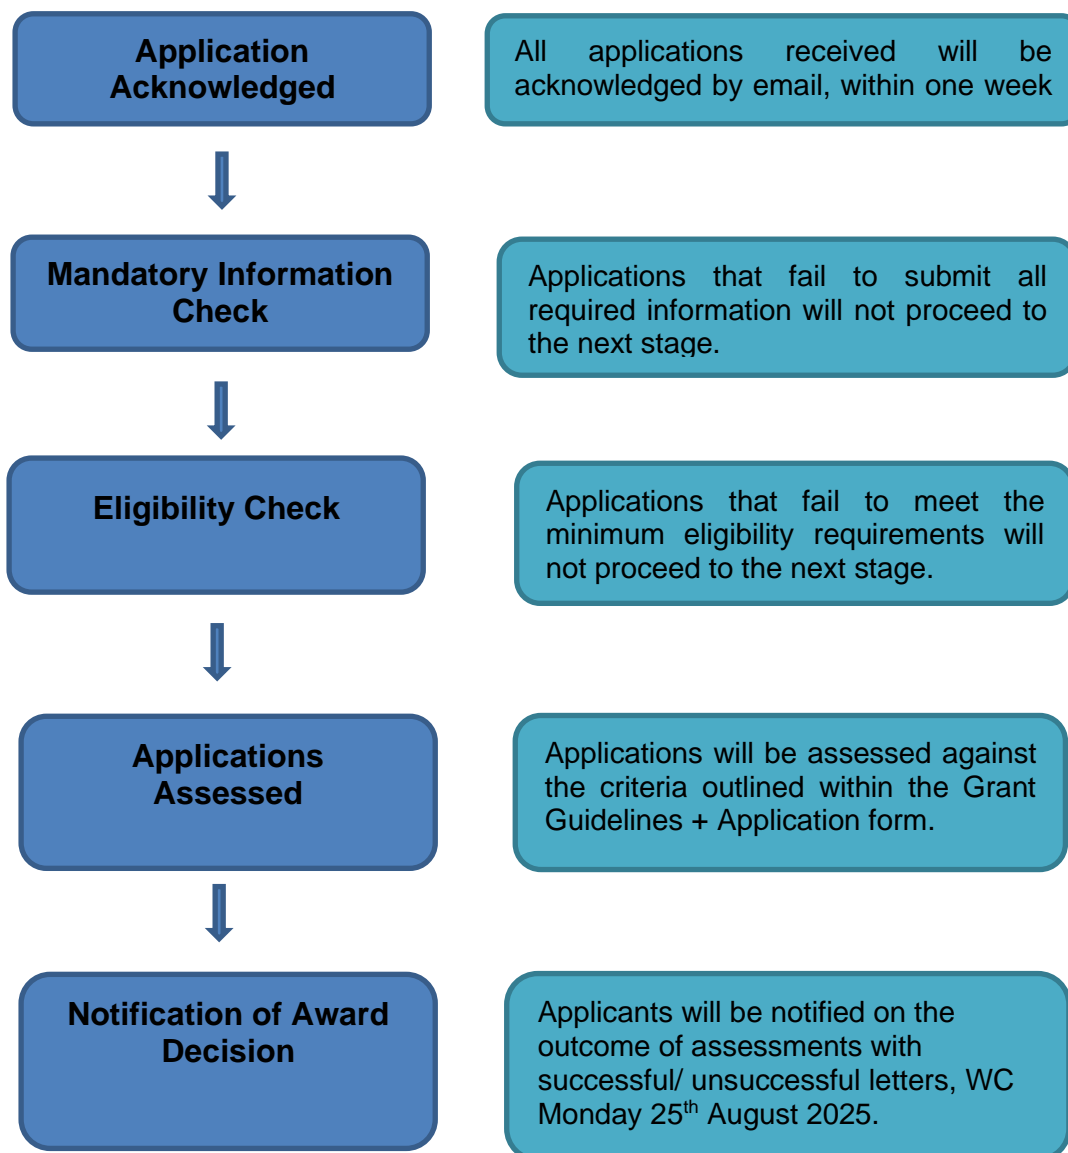 Application
Acknowledged
All applications received will be
acknowledged by email, within one week
Mandatory Information
Check
Applications that fail to submit all
required information will not proceed to
the next stage.
Eligibility Check
Applications that fail to meet the
minimum eligibility requirements will
not proceed to the next stage.
Applications
Assessed
Applications will be assessed against
the criteria outlined within the Grant
Guidelines + Application form.
Notification of Award
Decision
Applicants will be notified on the
outcome of assessments with
successful/ unsuccessful letters, WC
Monday 25th August 2025.